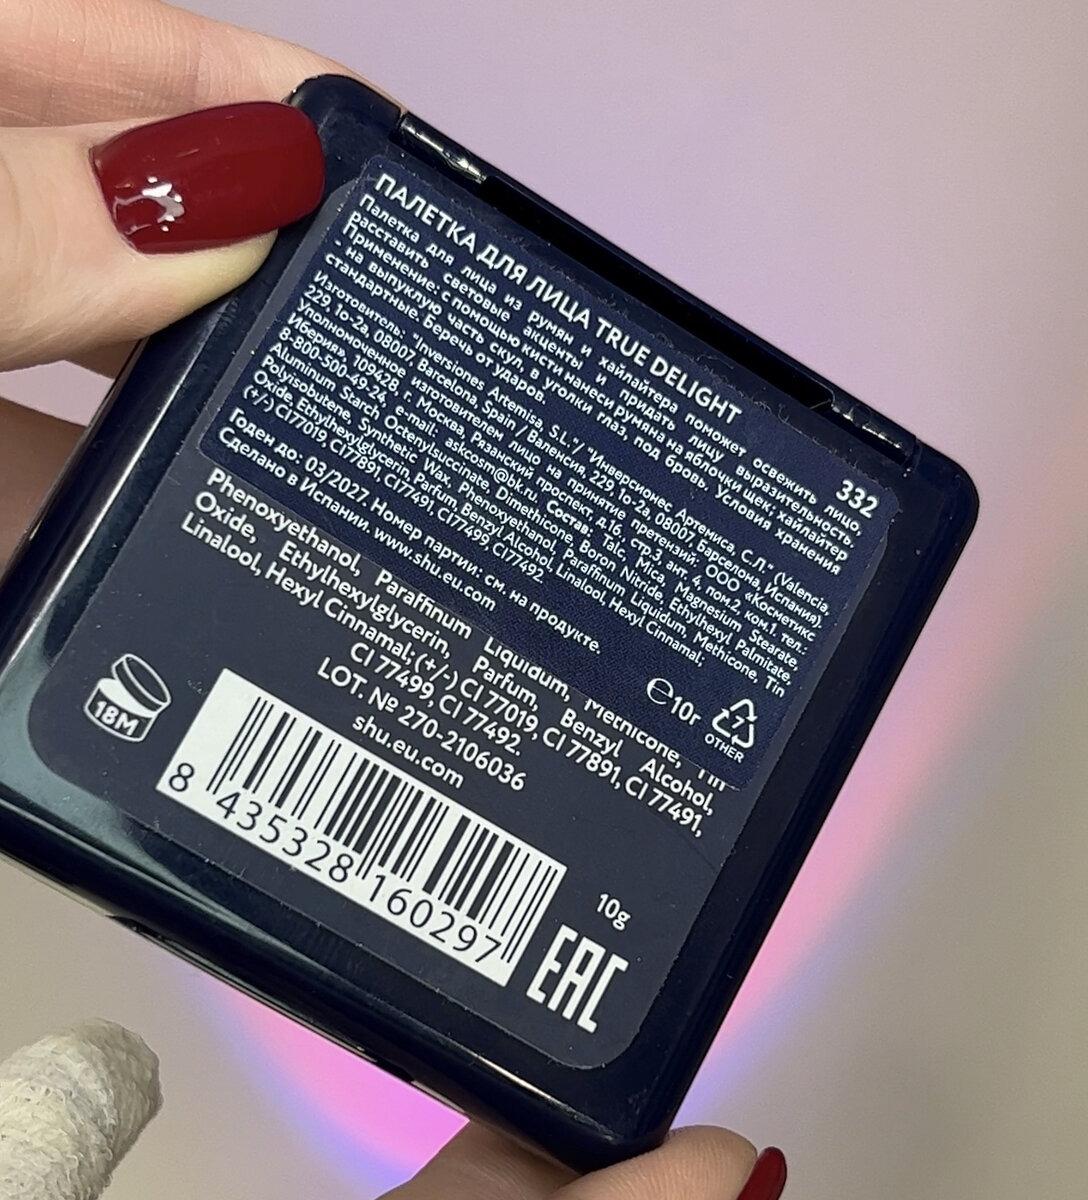 ПАЛЕТКА ДЛЯ ЛИЦА TRUE DELIGHT 332
Палетка для лица из румян и хайлайтера поможет освежить лицо,
расставить световые акценты и придать лицу выразительность.
Применение: с помощью кисти нанеси румяна на яблочки щек; хайлайтер
- на выпуклую часть скул, в уголки глаз, под бровь. Условия хранения
стандартные. Беречь от ударов.
Изготовитель: "Inversiones Artemisa, S.L."/ "Инверсионес Артемиса, С.Л." (Valencia,
229, 1o-2a, 08007, Barcelona, Spain / Валенсия, 229, 1о-2а, 08007, Барселона, Испания).
Уполномоченное изготовителем лицо на принятие претензий: ООО «Косметикс
Иберия», 109428, г. Москва, Рязанский проспект, д.16, стр.3, ант. 4, пом.2, ком.1. тел.:
8-800-500-49-24, e-mail: askcosm@bk.ru. Состав: Talc, Mica, Magnesium Stearate,
Aluminum Starch Octenylsuccinate, Dimethicone, Boron Nitride, Ethylhexyl Palmitate,
Polyisobutene, Synthetic Wax, Phenoxyethanol, Paraffinum Liquidum, Methicone, Tin
Oxide, Ethylhexylglycerin, Parfum, Benzyl Alcohol, Linalool, Hexyl Cinnamal;
(+/-) CI77019, CI77891, CI77491, CI77499, CI77492.
Годен до: 03/2027. Номер партии: см. на продукте.
Сделано в Испании. www.shu.eu.com
℮10г
7
OTHER
Phenoxyethanol, Paraffinum Liquidum, Methicone, Tin
Oxide, Ethylhexylglycerin, Parfum, Benzyl Alcohol,
Linalool, Hexyl Cinnamal;(+/-) CI 77019, CI 77891, CI 77491,
CI 77499, CI 77492.
LOT. № 270-2106036
shu.eu.com
18M
8 435328 160297
10g
EAC